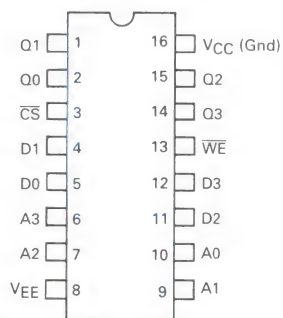 Q1 1 16 VCC (Gnd)
Q0 2 15 Q2
CS 3 14 Q3
D1 4 13 WE
D0 5 12 D3
A3 6 11 D2
A2 7 10 A0
VEE 8 9 A1